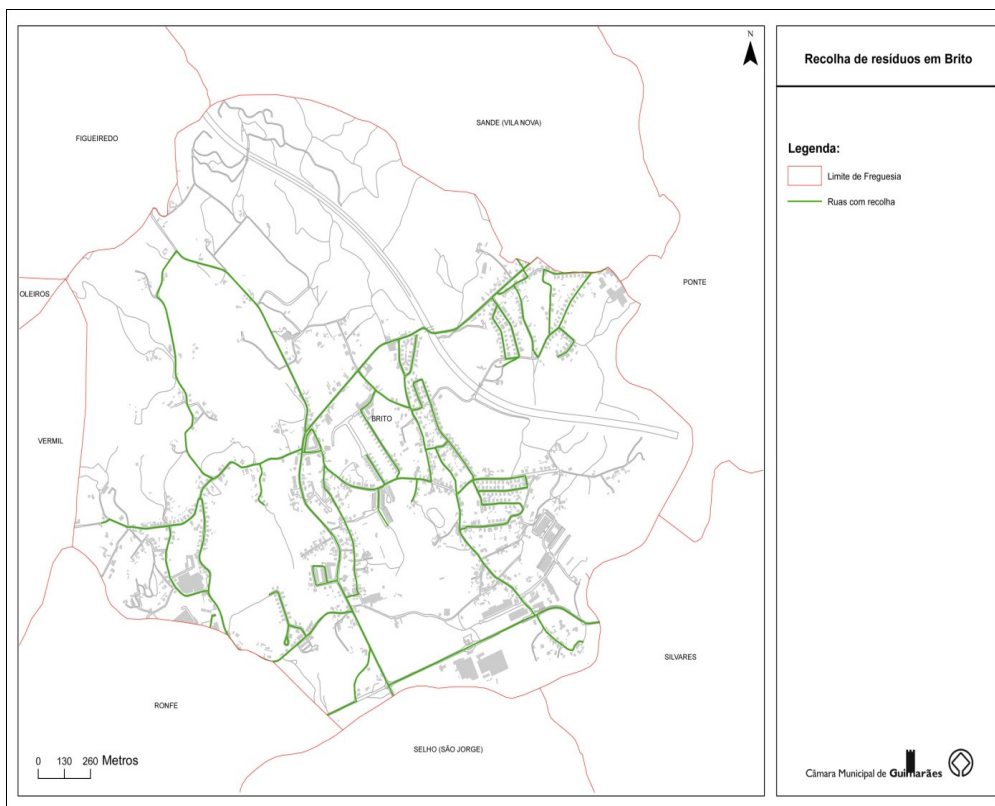 N
FIGUEIREDO
SANDE (VILA NOVA)
OLEIROS
PONTE
BRITO
VERMIL
SILVARES
RONFE
SELHO (SÃO JORGE)
0 130 260 Metros
Recolha de resíduos em Brito
Legenda:
Limite de Freguesia
Ruas com recolha
Câmara Municipal de Guimarães